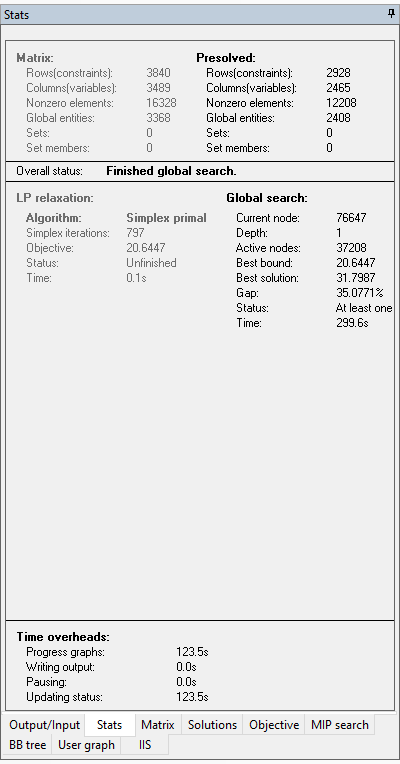 Stats
Matrix: Presolved:
Rows(constraints): 3840 Rows(constraints): 2928
Columns(variables): 3489 Columns(variables): 2465
Nonzero elements: 16328 Nonzero elements: 12208
Global entities: 3368 Global entities: 2408
Sets: 0 Sets: 0
Set members: 0 Set members: 0
Overall status: Finished global search.
LP relaxation: Global search:
Algorithm: Simplex primal Current node: 76647
Simplex iterations: 797 Depth: 1
Objective: 20.6447 Active nodes: 37208
Status: Unfinished Best bound: 20.6447
Time: 0.1s Best solution: 31.7987
Gap: 35.0771%
Status: At least one
Time: 299.6s
Time overheads:
Progress graphs: 123.5s
Writing output: 0.0s
Pausing: 0.0s
Updating status: 123.5s
Output/Input Stats Matrix Solutions Objective MIP search
BB tree User graph IIS